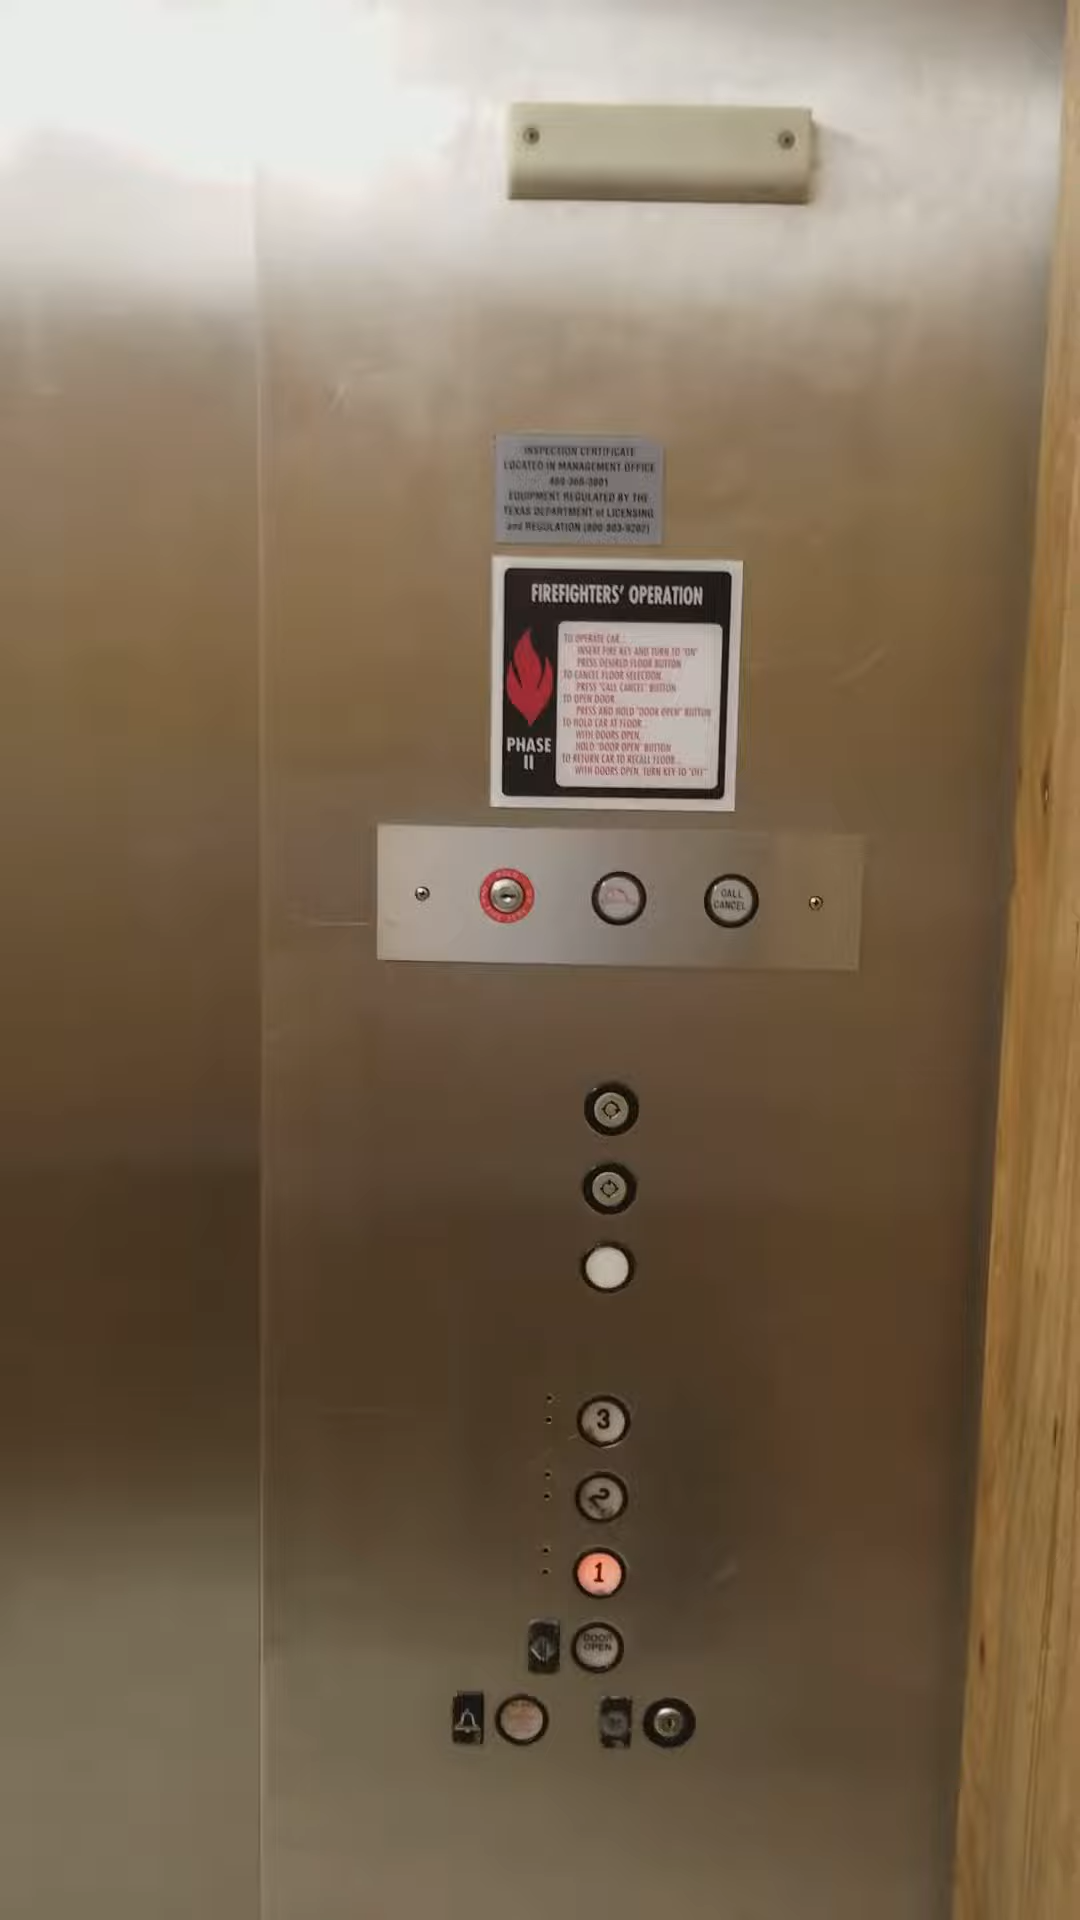 INSPECTION CERTIFICATE
LOCATED IN MANAGEMENT OFFICE
EQUIPMENT REGULATED BY THE
TEXAS DEPARTMENT of LICENSING
and REGULATION
FIREFIGHTERS' OPERATION
PHASE
II
TO OPERATE CAR...
INSERT FIRE KEY AND TURN TO "ON"
PRESS DESIRED FLOOR BUTTON
TO CANCEL FLOOR SELECTION
PRESS "CALL CANCEL" BUTTON
TO OPEN DOOR...
PRESS AND HOLD "DOOR OPEN" BUTTON
TO HOLD CAR AT FLOOR...
WITH DOORS OPEN,
HOLD "DOOR OPEN" BUTTON
TO RETURN CAR TO RECALL FLOOR...
WITH DOORS OPEN, TURN KEY TO "OFF"
HOLD
CALL
CANCEL
3
2
1
DOOR
OPEN